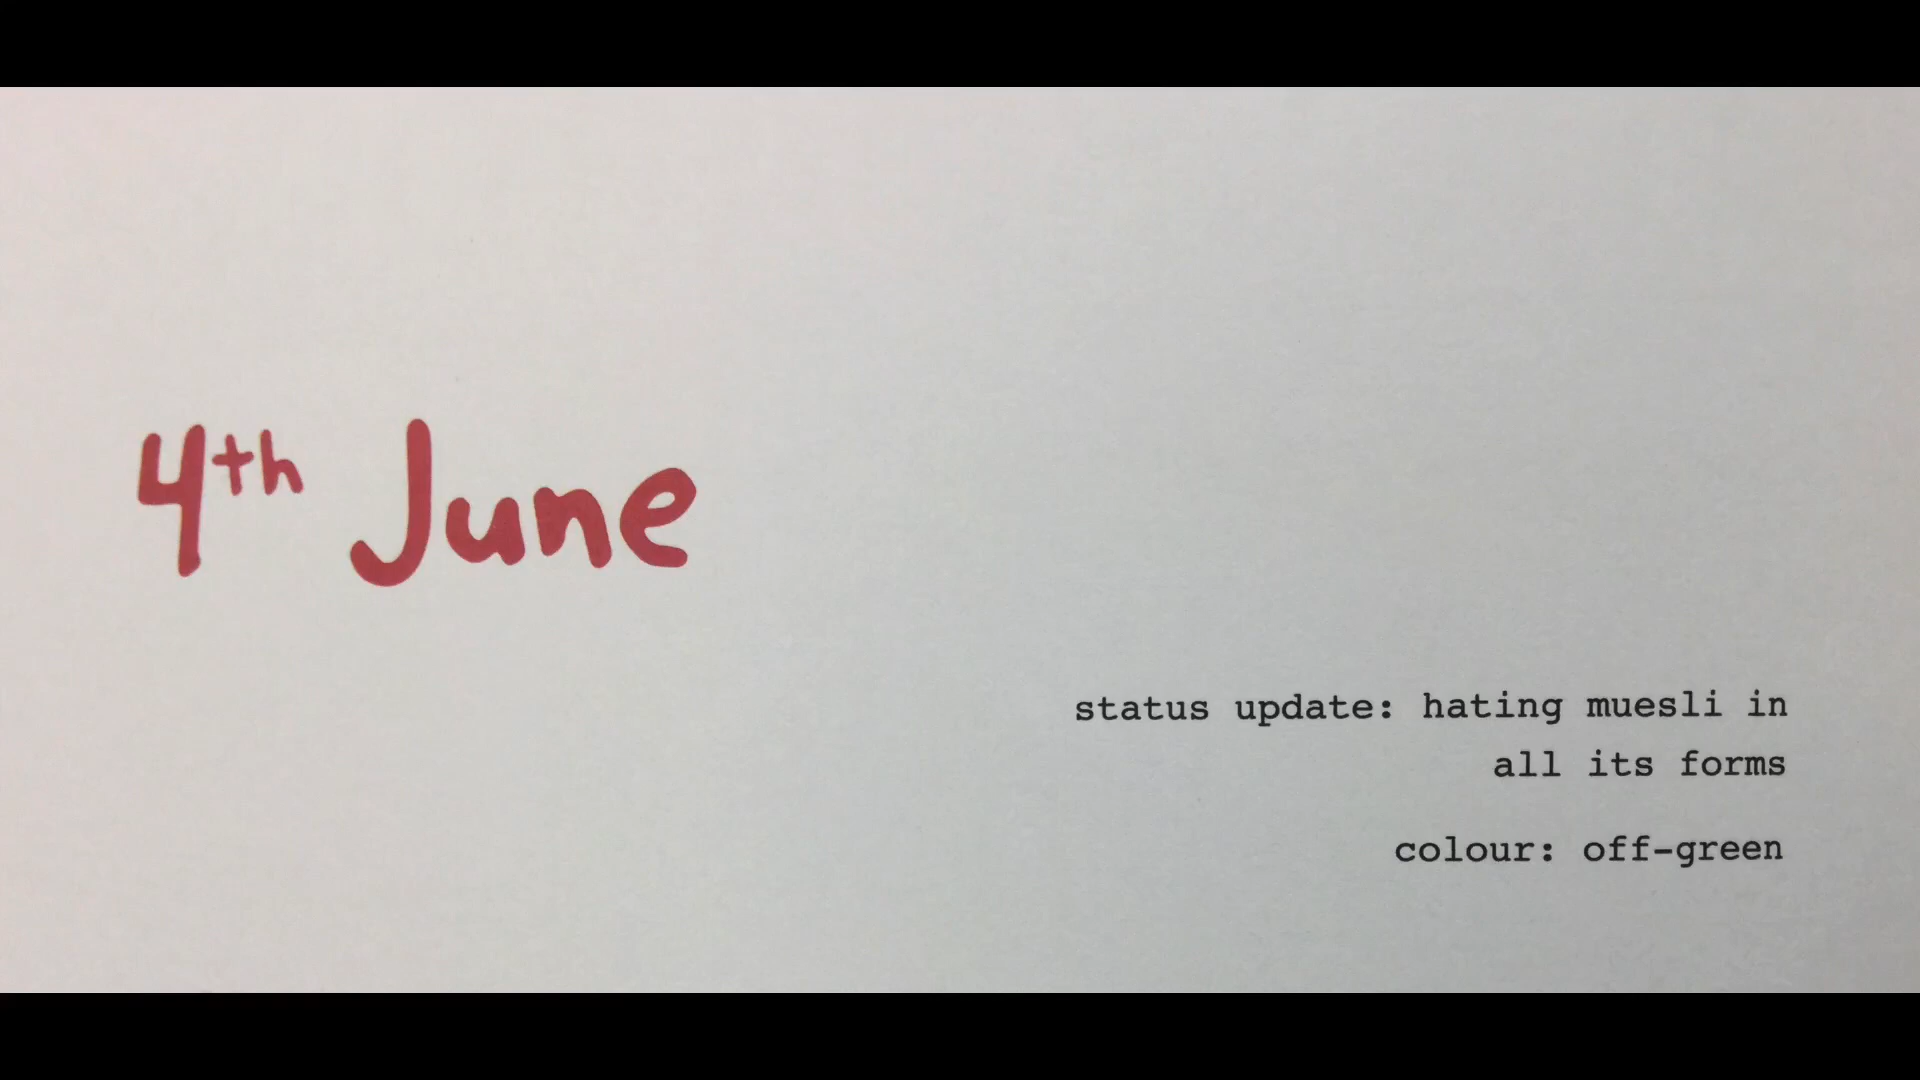 4th June
status update: hating muesli in
all its forms
colour: off-green